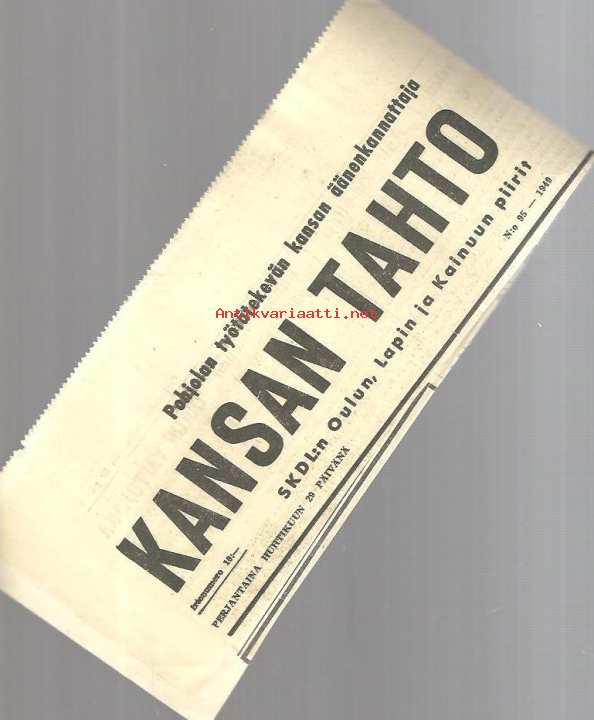 Pohjolan työtätekevän kansan äänenkannattaja
KANSAN TAHTO
SKDL:n Oulun, Lapin ja Kainuun piirit
Irtonumero 10:—
N:o 95 — 1949
PERJANTAINA HUHTIKUUN 29 PÄIVÄNÄ
Antikvariaatti.net